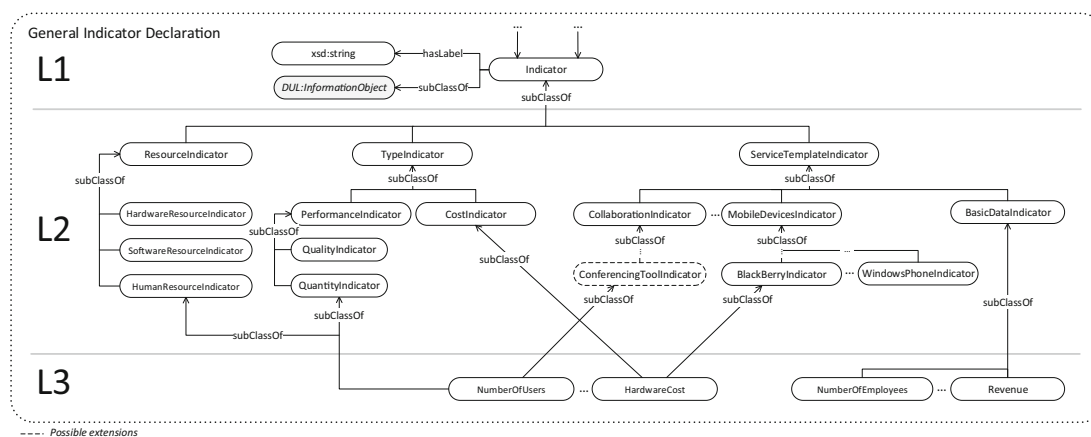 General Indicator Declaration
... ...
L1
xsd:string
hasLabel
Indicator
DUL:InformationObject
subClassOf
subClassOf
L2
ResourceIndicator
TypeIndicator
ServiceTemplateIndicator
subClassOf
subClassOf
subClassOf
HardwareResourceIndicator
PerformanceIndicator
CostIndicator
CollaborationIndicator
...
MobileDevicesIndicator
BasicDataIndicator
subClassOf
subClassOf
subClassOf
SoftwareResourceIndicator
QualityIndicator
...
subClassOf
HumanResourceIndicator
QuantityIndicator
ConferencingToolIndicator
BlackBerryIndicator
...
WindowsPhoneIndicator
subClassOf
subClassOf
subClassOf
subClassOf
subClassOf
L3
NumberOfUsers
...
HardwareCost
NumberOfEmployees
...
Revenue
Possible extensions